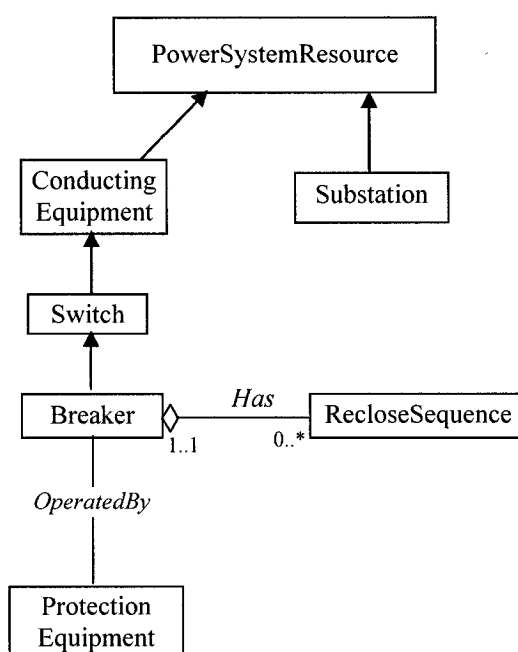 PowerSystemResource
Conducting
Equipment
Substation
Switch
Breaker
Has
1..1
0..*
RecloseSequence
OperatedBy
Protection
Equipment